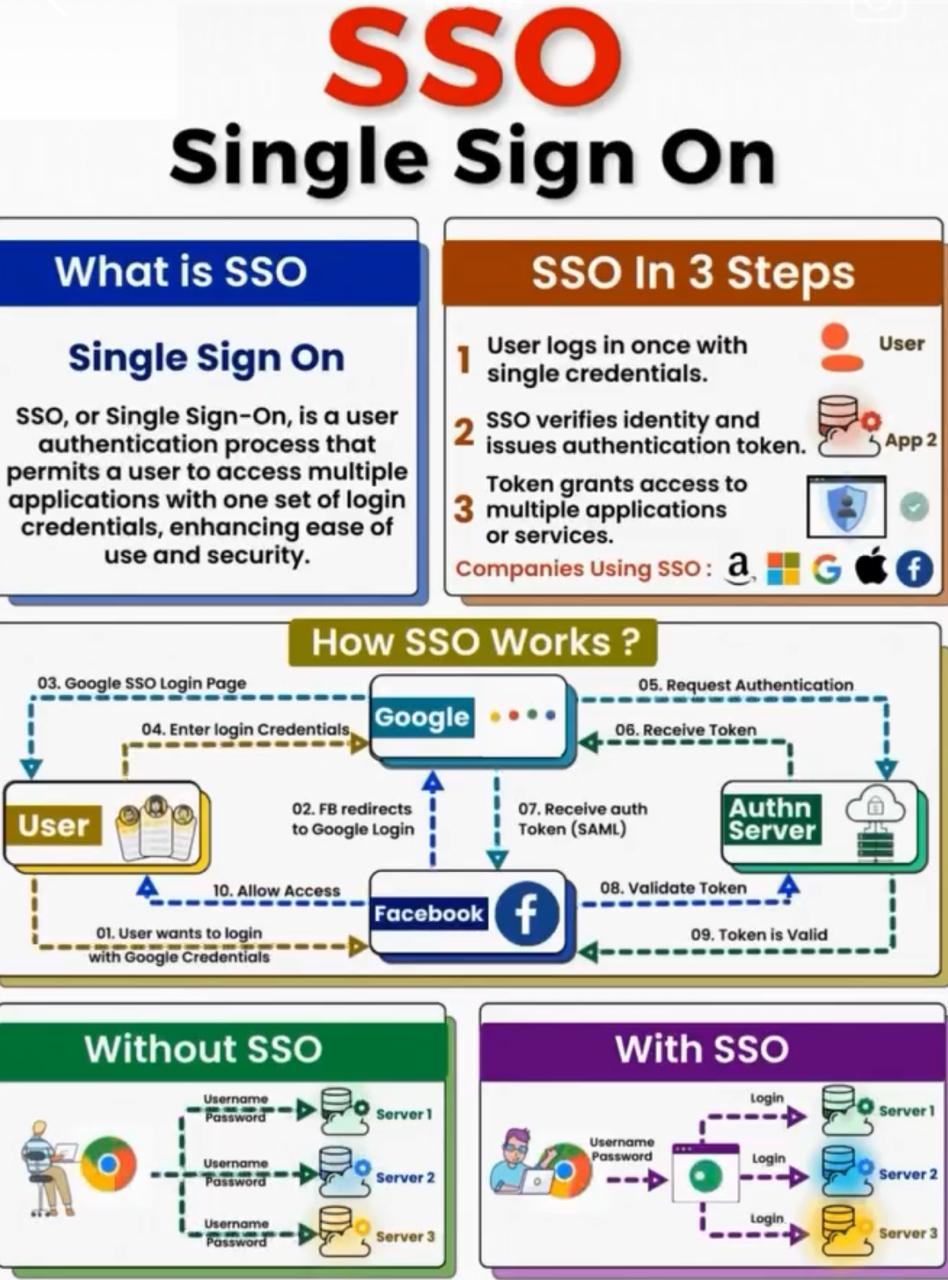 SSO
Single Sign On
What is SSO
Single Sign On
SSO, or Single Sign-On, is a user
authentication process that
permits a user to access multiple
applications with one set of login
credentials, enhancing ease of
use and security.
SSO In 3 Steps
1 User logs in once with
single credentials.
User
2 SSO verifies identity and
issues authentication token.
App 2
3 Token grants access to
multiple applications
or services.
Companies Using SSO :
How SSO Works ?
03. Google SSO Login Page
05. Request Authentication
04. Enter login Credentials
Google
06. Receive Token
User
02. FB redirects
to Google Login
07. Receive auth
Token (SAML)
Authn
Server
10. Allow Access
Facebook
08. Validate Token
01. User wants to login
with Google Credentials
09. Token is Valid
Without SSO
Username
Password
Server 1
Username
Password
Server 2
Username
Password
Server 3
With SSO
Username
Password
Login
Server 1
Login
Server 2
Login
Server 3